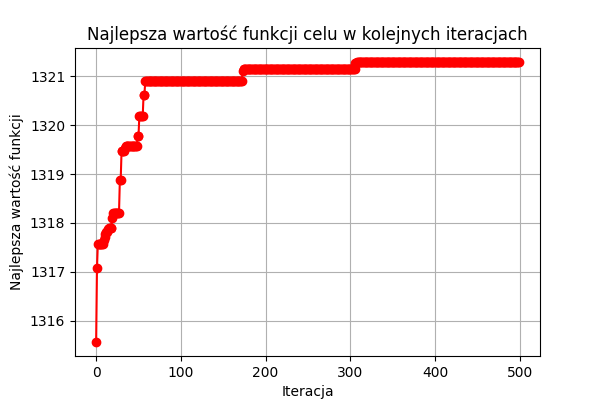 Najlepsza wartość funkcji celu w kolejnych iteracjach
Najlepsza wartość funkcji
1321
1320
1319
1318
1317
1316
0 100 200 300 400 500
Iteracja